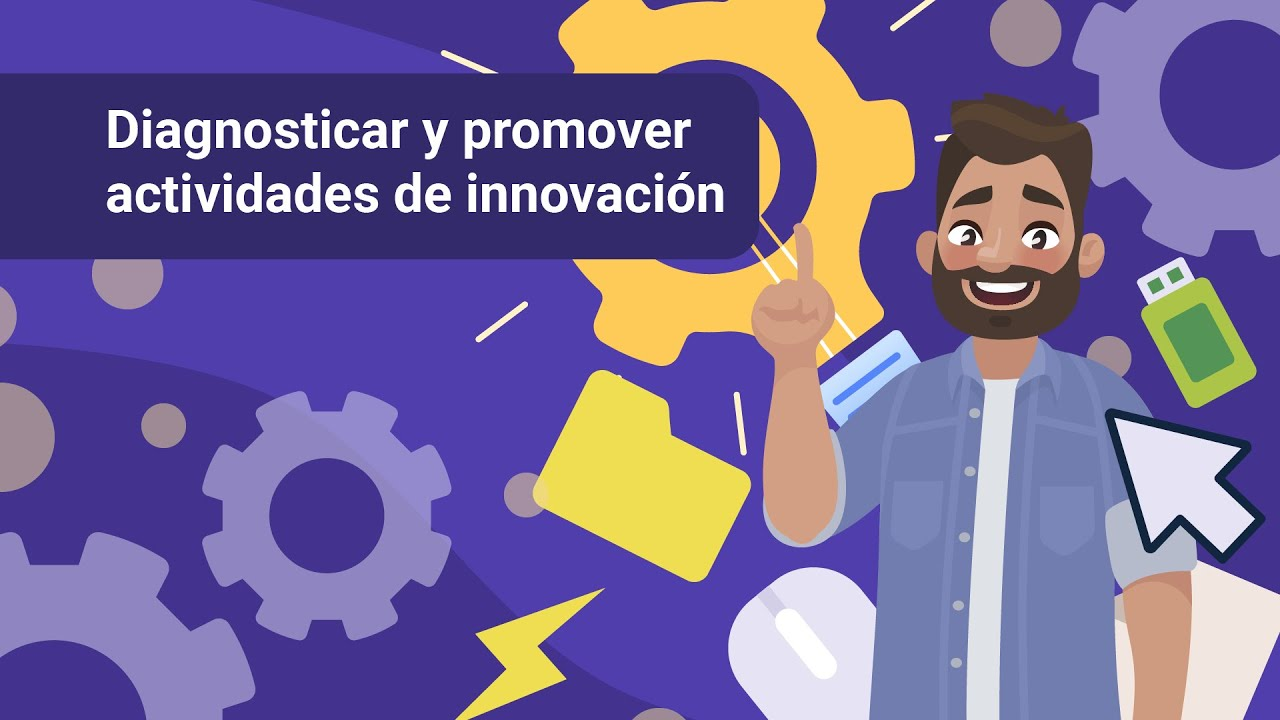 Diagnosticar y promover
actividades de innovación